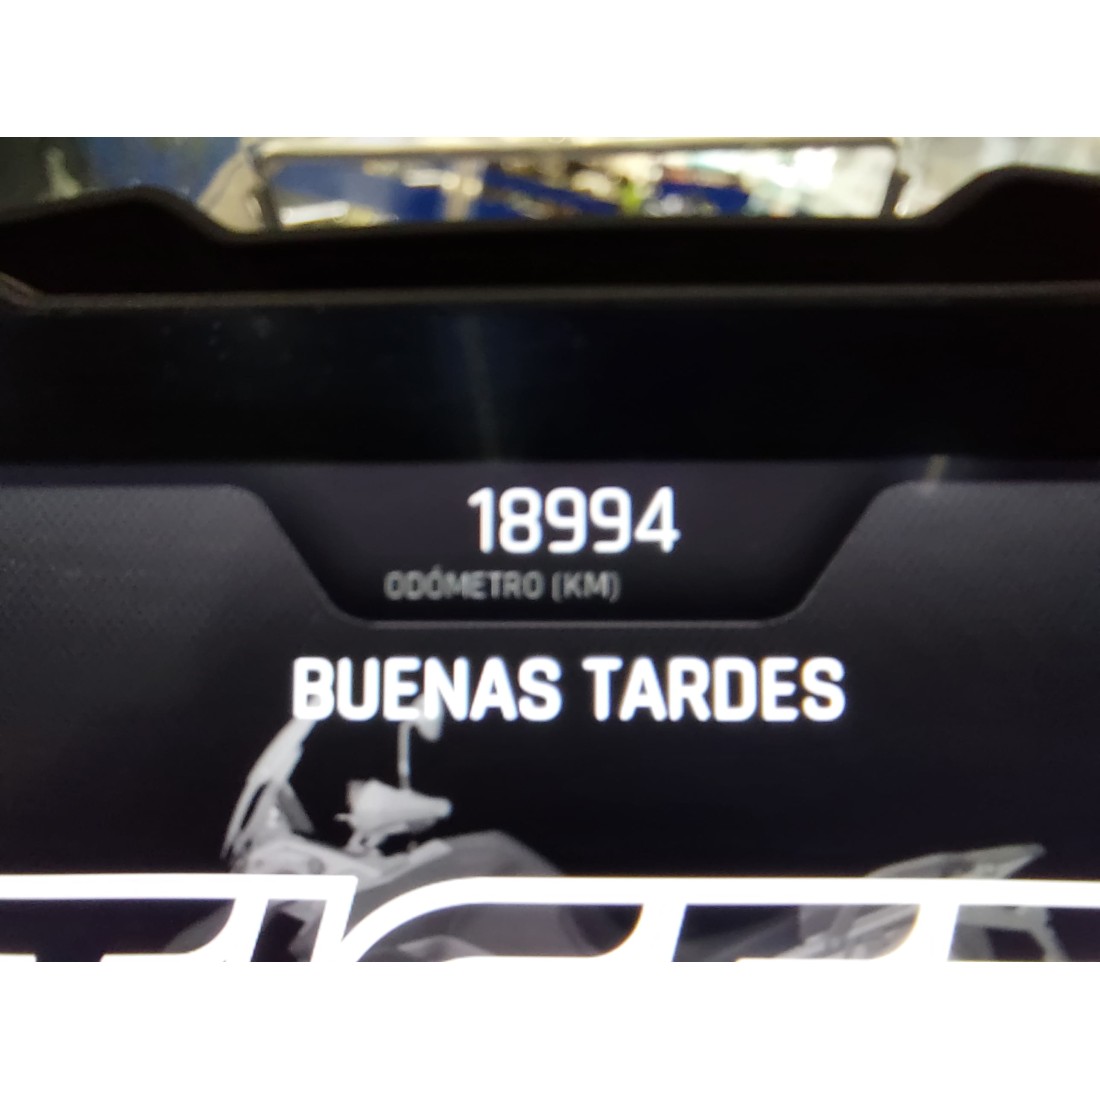 18994
ODÓMETRO (KM)
BUENAS TARDES